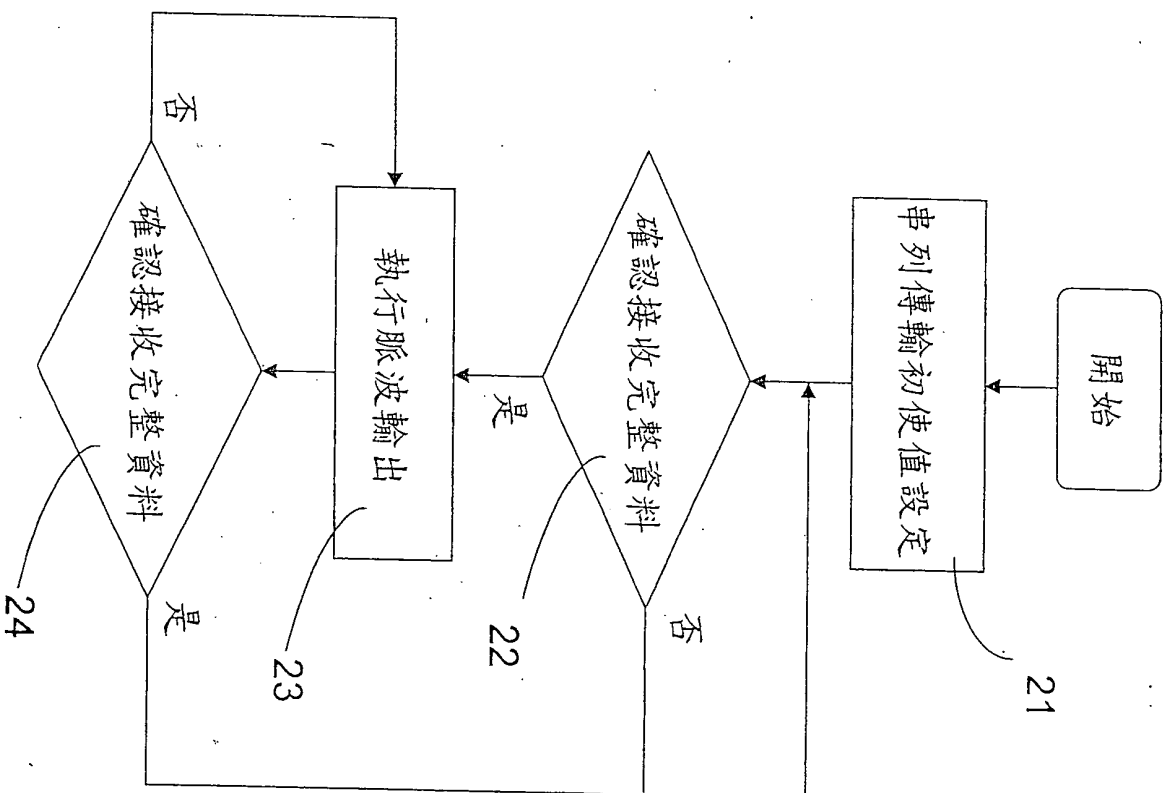 開始
串列傳輸初使值設定
21
確認接收完整資料
22
否
是
執行脈波輸出
23
確認接收完整資料
24
否
是